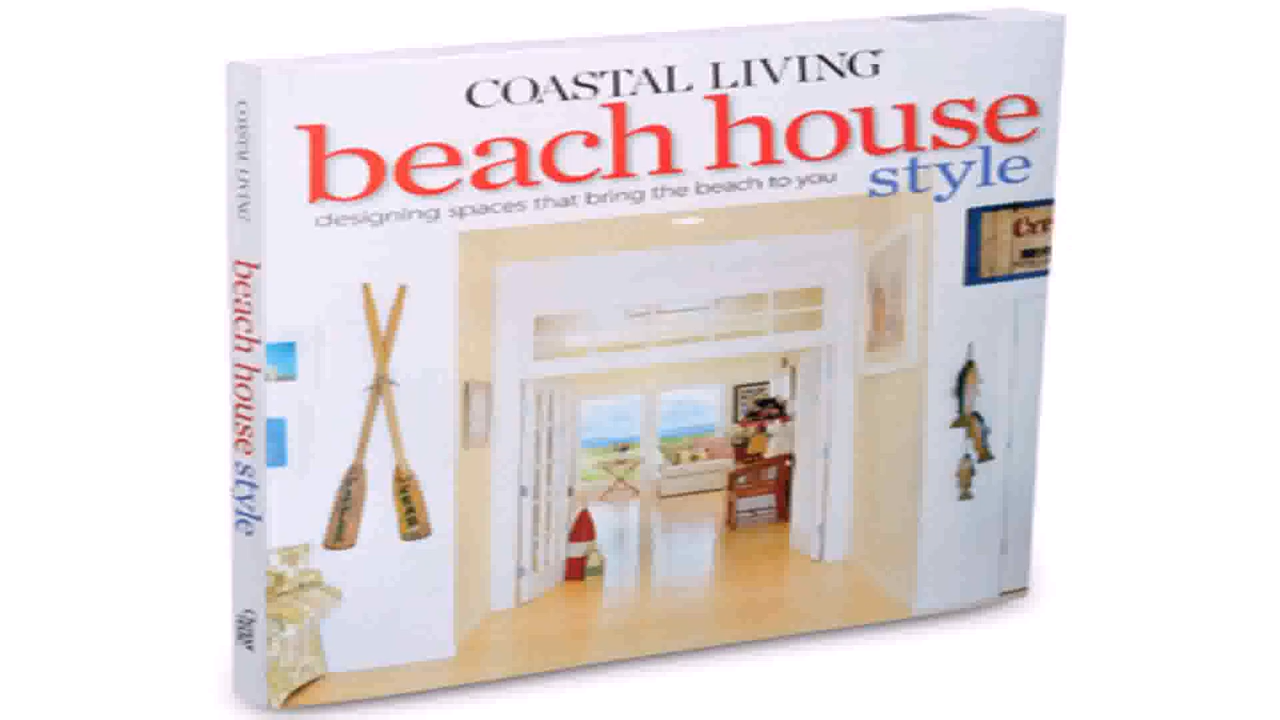 COASTAL LIVING
beach house
style
designing spaces that bring the beach to you
COASTAL LIVING
beach house style